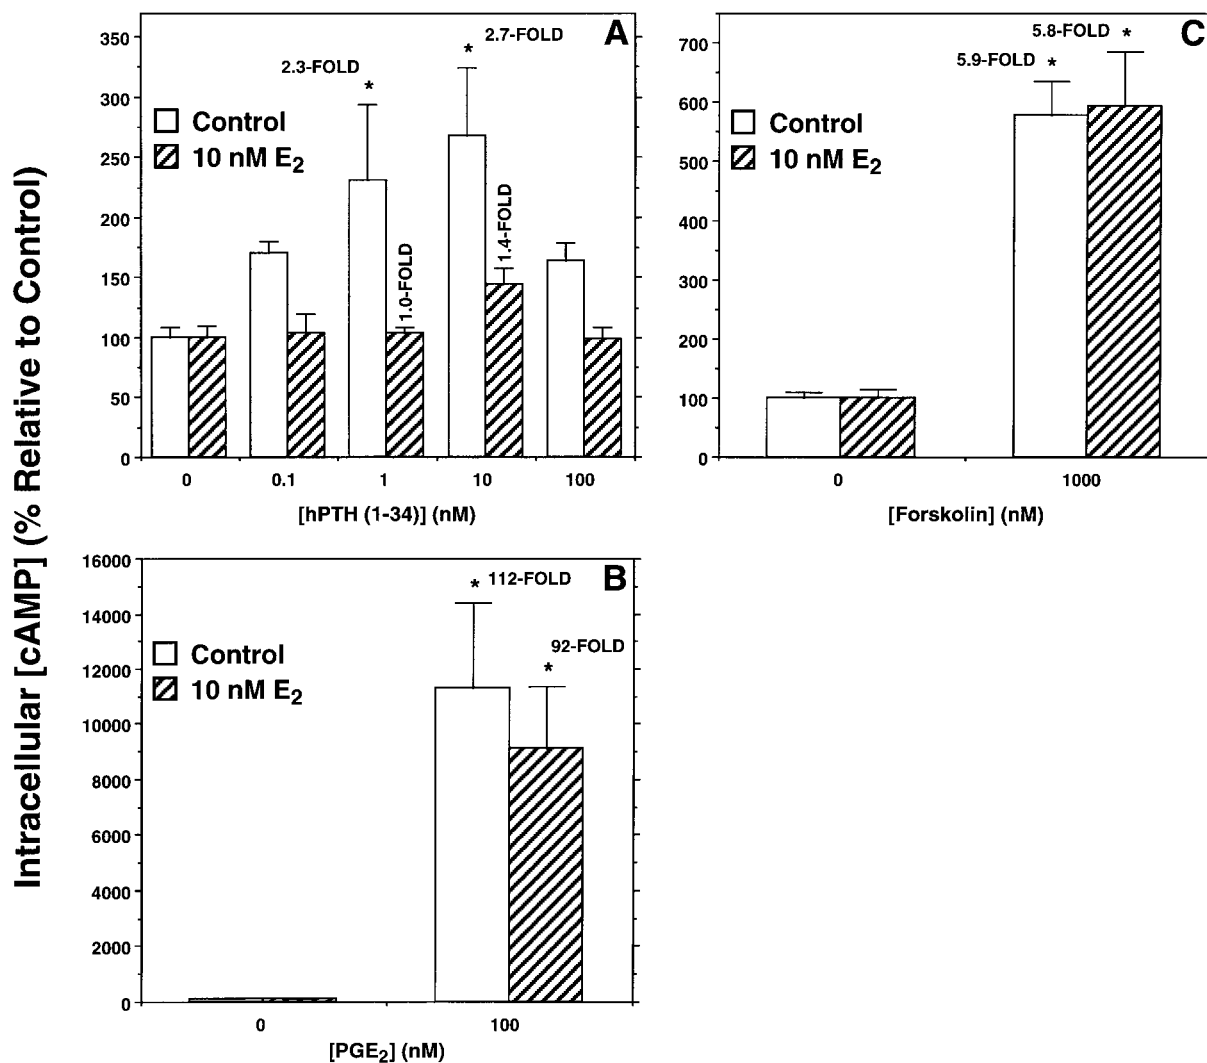 Intracellular [cAMP] (% Relative to Control)
A
350
300
250
200
150
100
50
0
Control
10 nM E2
2.3-FOLD
*
*
2.7-FOLD
1.0-FOLD
1.4-FOLD
0 0.1 1 10 100
[hPTH (1-34)] (nM)
C
700
600
500
400
300
200
100
0
Control
10 nM E2
5.9-FOLD *
5.8-FOLD *
0 1000
[Forskolin] (nM)
B
16000
14000
12000
10000
8000
6000
4000
2000
0
Control
10 nM E2
* 112-FOLD
92-FOLD
*
0 100
[PGE2] (nM)